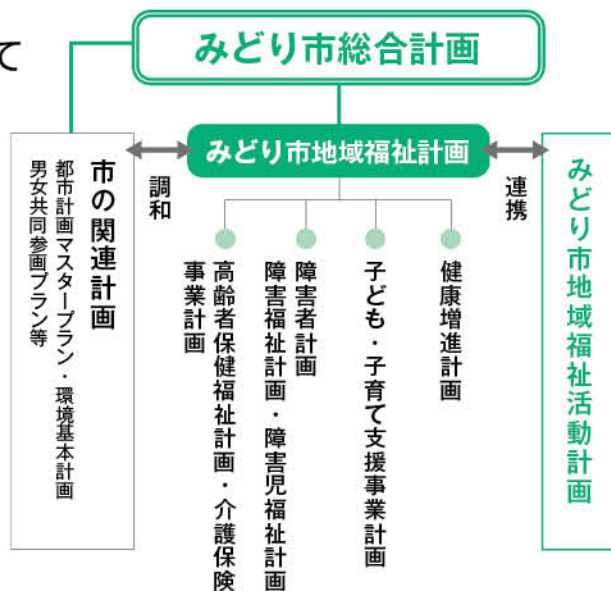 て
みどり市総合計画
みどり市地域福祉計画
市の関連計画
都市計画マスタープラン・環境基本計画
男女共同参画プラン等
調和
連携
みどり市地域福祉活動計画
健康増進計画
子ども・子育て支援事業計画
障害者計画
障害福祉計画・障害児福祉計画
高齢者保健福祉計画・介護保険
事業計画